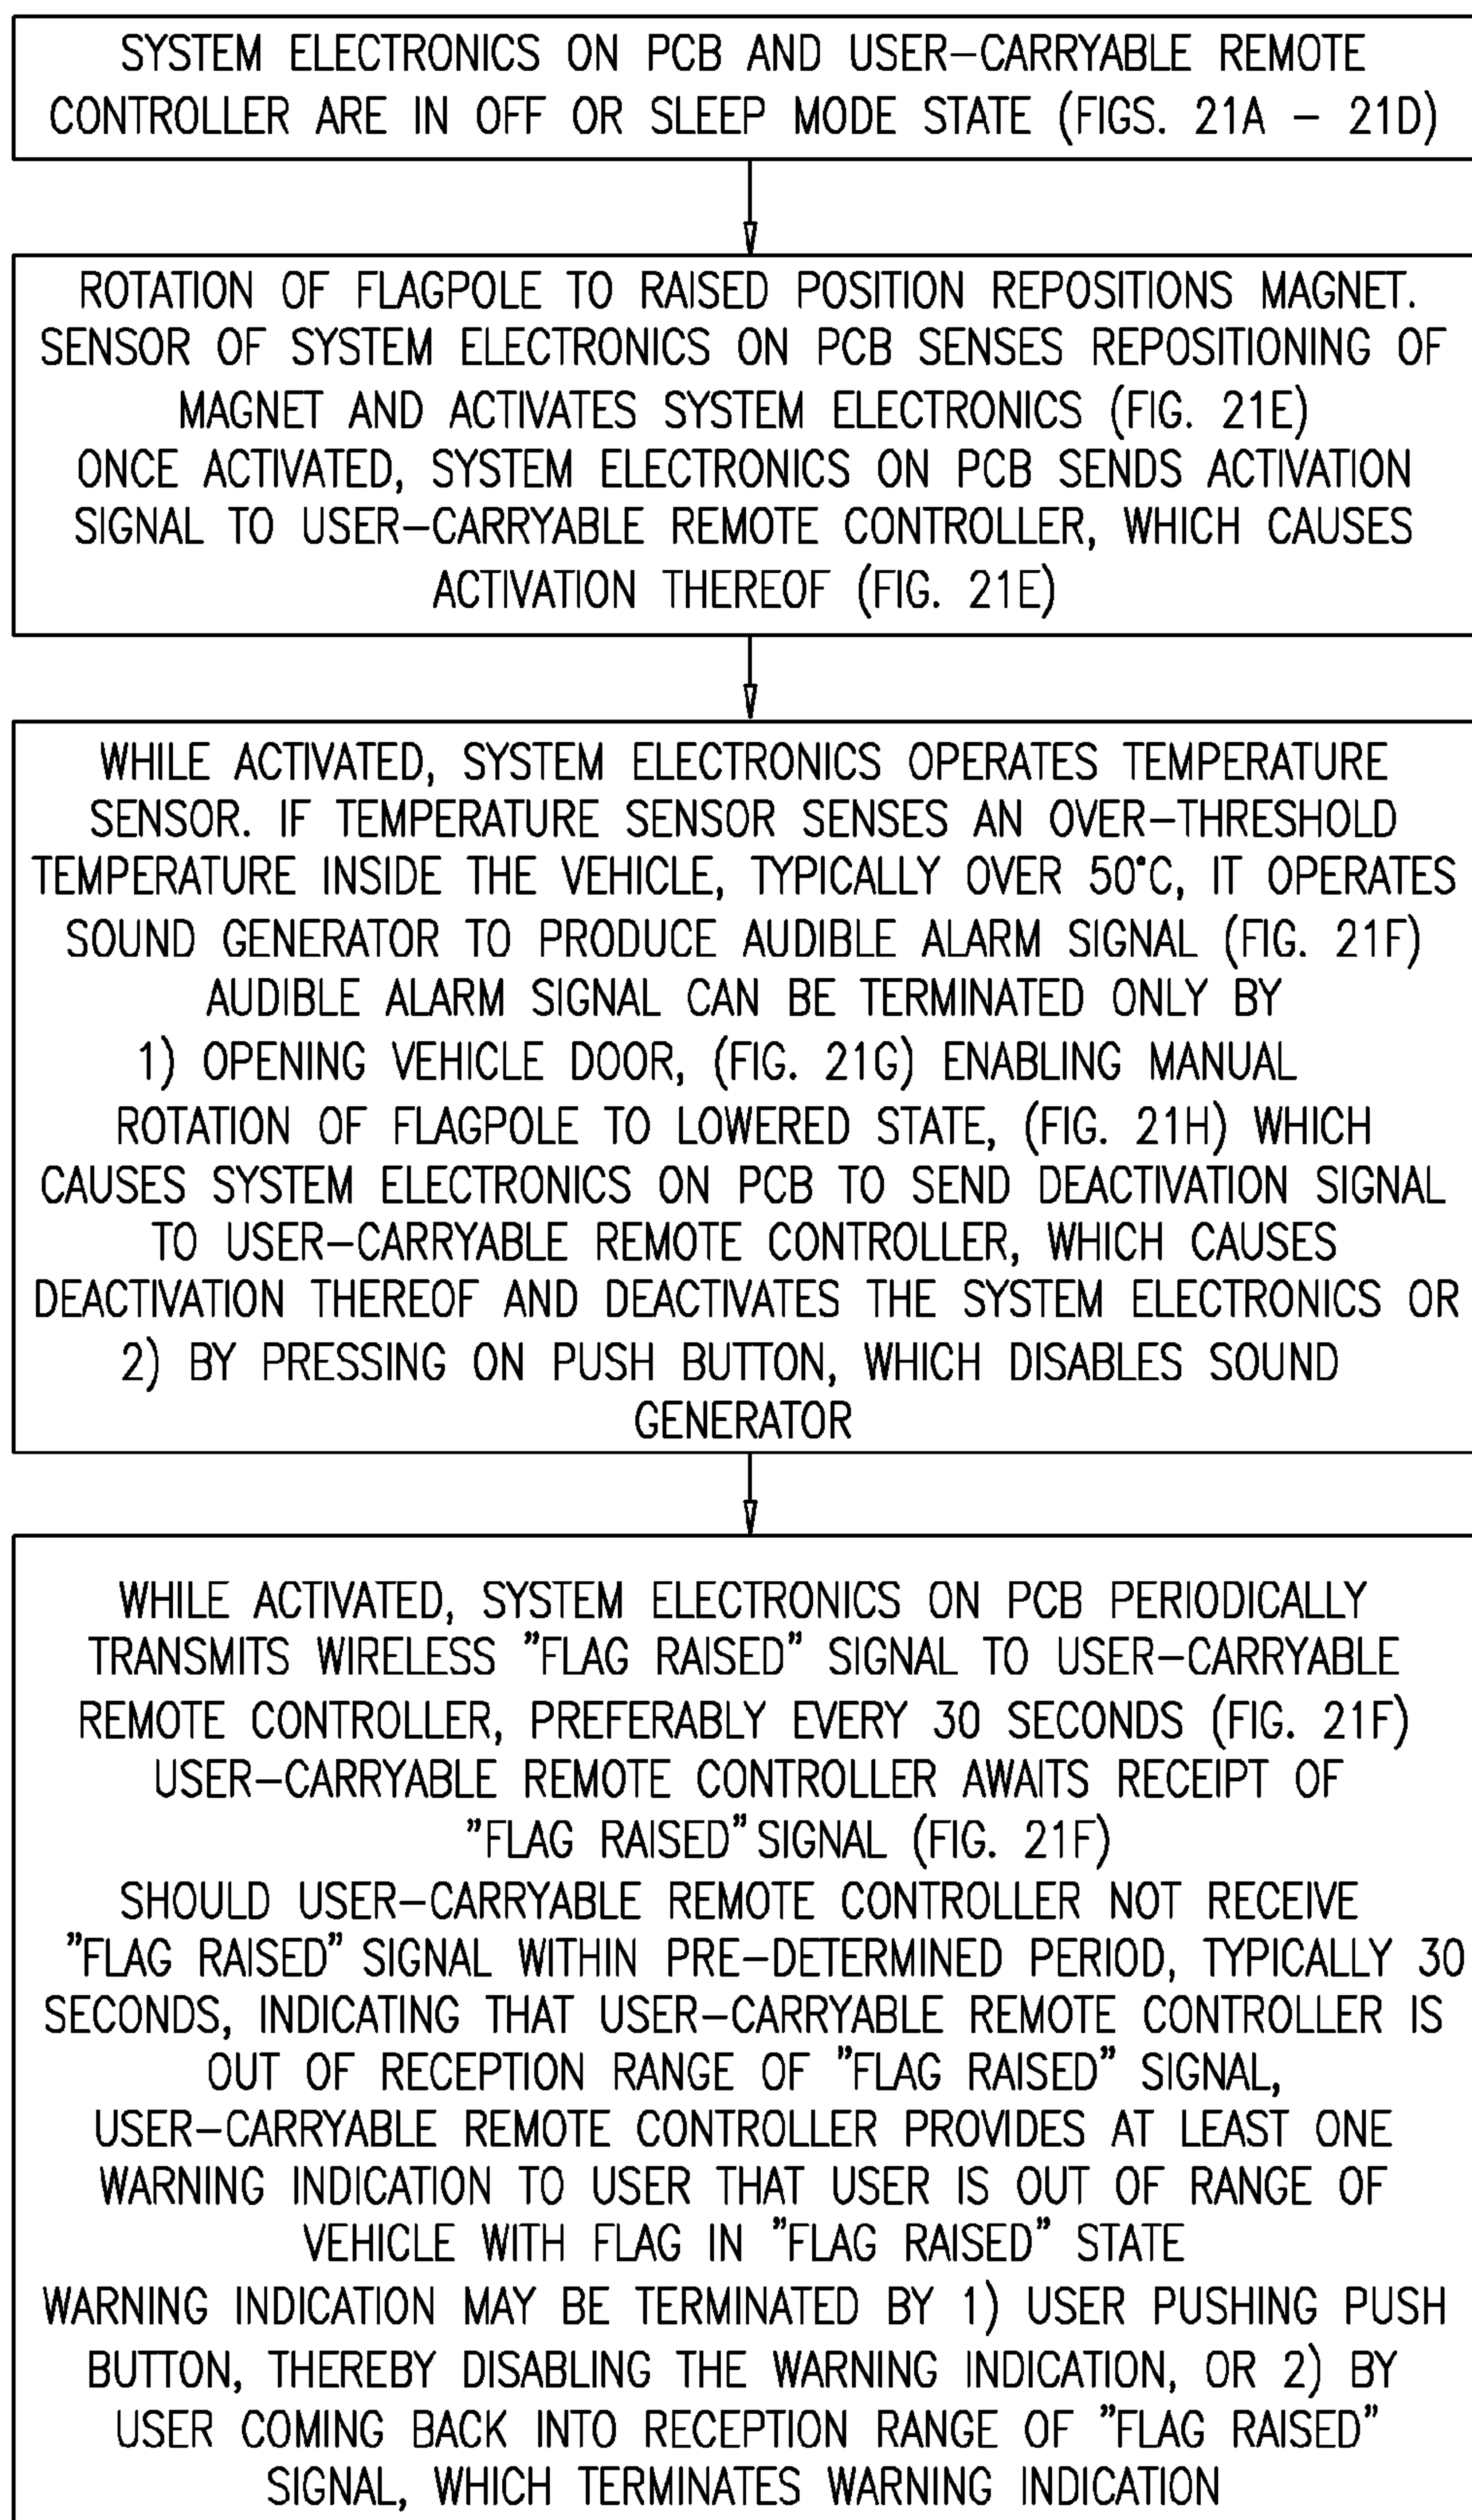 SYSTEM ELECTRONICS ON PCB AND USER-CARRYABLE REMOTE
CONTROLLER ARE IN OFF OR SLEEP MODE STATE (FIGS. 21A - 21D)
ROTATION OF FLAGPOLE TO RAISED POSITION REPOSITIONS MAGNET.
SENSOR OF SYSTEM ELECTRONICS ON PCB SENSES REPOSITIONING OF
MAGNET AND ACTIVATES SYSTEM ELECTRONICS (FIG. 21E)
ONCE ACTIVATED, SYSTEM ELECTRONICS ON PCB SENDS ACTIVATION
SIGNAL TO USER-CARRYABLE REMOTE CONTROLLER, WHICH CAUSES
ACTIVATION THEREOF (FIG. 21E)
WHILE ACTIVATED, SYSTEM ELECTRONICS OPERATES TEMPERATURE
SENSOR. IF TEMPERATURE SENSOR SENSES AN OVER-THRESHOLD
TEMPERATURE INSIDE THE VEHICLE, TYPICALLY OVER 50°C, IT OPERATES
SOUND GENERATOR TO PRODUCE AUDIBLE ALARM SIGNAL (FIG. 21F)
AUDIBLE ALARM SIGNAL CAN BE TERMINATED ONLY BY
1) OPENING VEHICLE DOOR, (FIG. 21G) ENABLING MANUAL
ROTATION OF FLAGPOLE TO LOWERED STATE, (FIG. 21H) WHICH
CAUSES SYSTEM ELECTRONICS ON PCB TO SEND DEACTIVATION SIGNAL
TO USER-CARRYABLE REMOTE CONTROLLER, WHICH CAUSES
DEACTIVATION THEREOF AND DEACTIVATES THE SYSTEM ELECTRONICS OR
2) BY PRESSING ON PUSH BUTTON, WHICH DISABLES SOUND
GENERATOR
WHILE ACTIVATED, SYSTEM ELECTRONICS ON PCB PERIODICALLY
TRANSMITS WIRELESS "FLAG RAISED" SIGNAL TO USER-CARRYABLE
REMOTE CONTROLLER, PREFERABLY EVERY 30 SECONDS (FIG. 21F)
USER-CARRYABLE REMOTE CONTROLLER AWAITS RECEIPT OF
"FLAG RAISED" SIGNAL (FIG. 21F)
SHOULD USER-CARRYABLE REMOTE CONTROLLER NOT RECEIVE
"FLAG RAISED" SIGNAL WITHIN PRE-DETERMINED PERIOD, TYPICALLY 30
SECONDS, INDICATING THAT USER-CARRYABLE REMOTE CONTROLLER IS
OUT OF RECEPTION RANGE OF "FLAG RAISED" SIGNAL,
USER-CARRYABLE REMOTE CONTROLLER PROVIDES AT LEAST ONE
WARNING INDICATION TO USER THAT USER IS OUT OF RANGE OF
VEHICLE WITH FLAG IN "FLAG RAISED" STATE
WARNING INDICATION MAY BE TERMINATED BY 1) USER PUSHING PUSH
BUTTON, THEREBY DISABLING THE WARNING INDICATION, OR 2) BY
USER COMING BACK INTO RECEPTION RANGE OF "FLAG RAISED"
SIGNAL, WHICH TERMINATES WARNING INDICATION